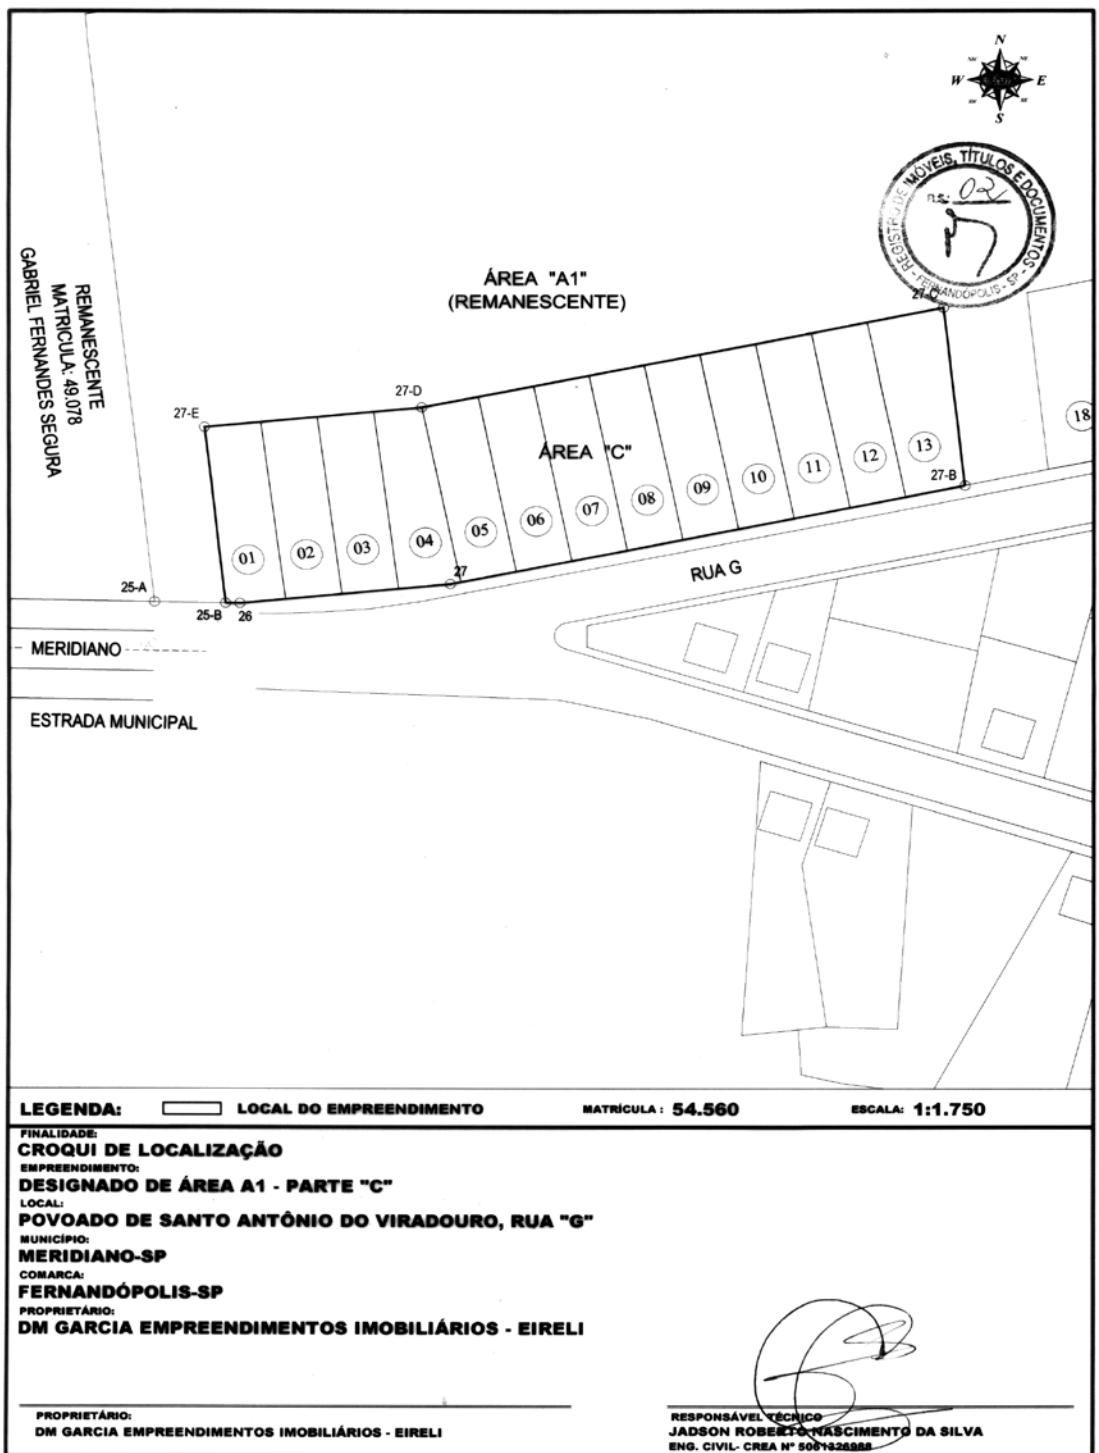 N
W E
S
REGISTRO DE IMÓVEIS, TÍTULOS E DOCUMENTOS
FERNANDÓPOLIS - SP -
02
27-C
ÁREA "A1"
(REMANESCENTE)
REMANESCENTE
MATRICULA: 49.078
GABRIEL FERNANDES SEGURA
27-E
27-D
ÁREA "C"
01
02
03
04
05
06
07
08
09
10
11
12
13
18
27-B
27
25-A
25-B
26
RUA G
MERIDIANO
ESTRADA MUNICIPAL
LEGENDA: LOCAL DO EMPREENDIMENTO MATRÍCULA : 54.560 ESCALA: 1:1.750
FINALIDADE:
CROQUI DE LOCALIZAÇÃO
EMPREENDIMENTO:
DESIGNADO DE ÁREA A1 - PARTE "C"
LOCAL:
POVOADO DE SANTO ANTÔNIO DO VIRADOURO, RUA "G"
MUNICÍPIO:
MERIDIANO-SP
COMARCA:
FERNANDÓPOLIS-SP
PROPRIETÁRIO:
DM GARCIA EMPREENDIMENTOS IMOBILIÁRIOS - EIRELI
PROPRIETÁRIO:
DM GARCIA EMPREENDIMENTOS IMOBILIÁRIOS - EIRELI
RESPONSÁVEL TÉCNICO
JADSON ROBERTO NASCIMENTO DA SILVA
ENG. CIVIL- CREA Nº